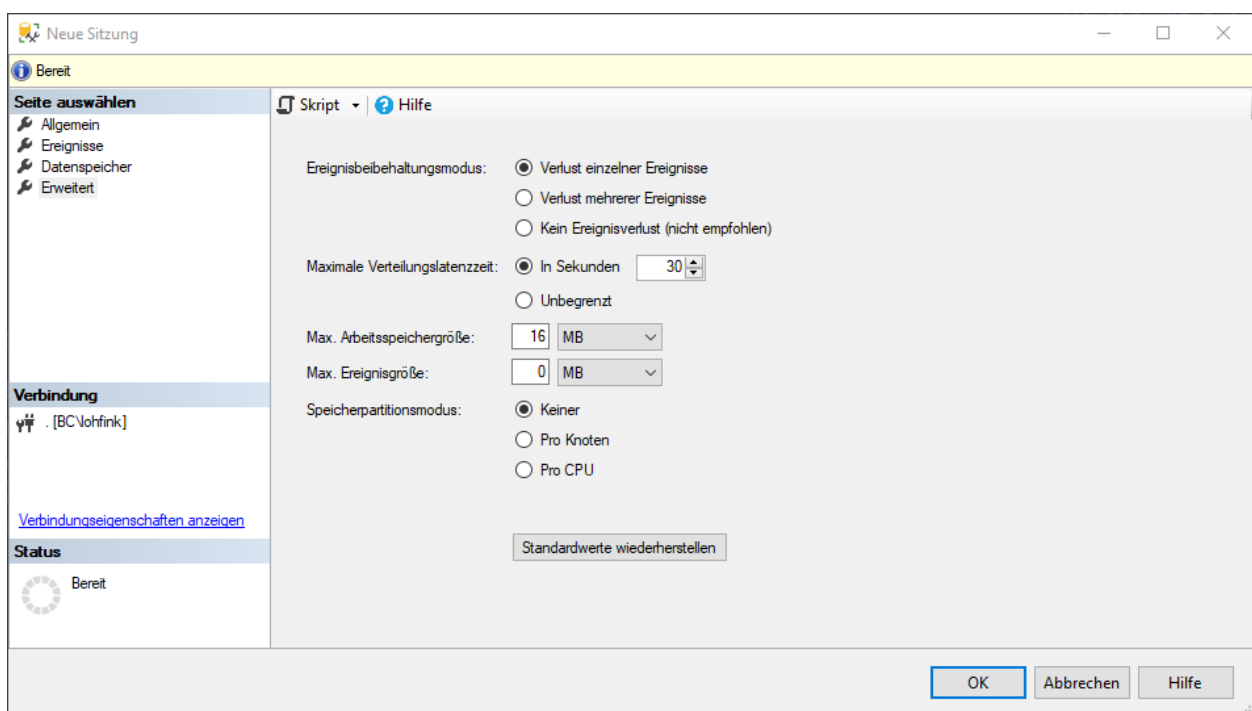 Neue Sitzung
Bereit
Seite auswählen
Allgemein
Ereignisse
Datenspeicher
Erweitert
Skript Hilfe
Ereignisbeibehaltungsmodus: Verlust einzelner Ereignisse
Verlust mehrerer Ereignisse
Kein Ereignisverlust (nicht empfohlen)
Maximale Verteilungslatenzzeit: In Sekunden 30
Unbegrenzt
Max. Arbeitsspeichergröße: 16 MB
Max. Ereignisgröße: 0 MB
Speicherpartitionsmodus: Keiner
Pro Knoten
Pro CPU
Standardwerte wiederherstellen
Verbindung
. [BC\lohfink]
Verbindungseigenschaften anzeigen
Status
Bereit
OK Abbrechen Hilfe